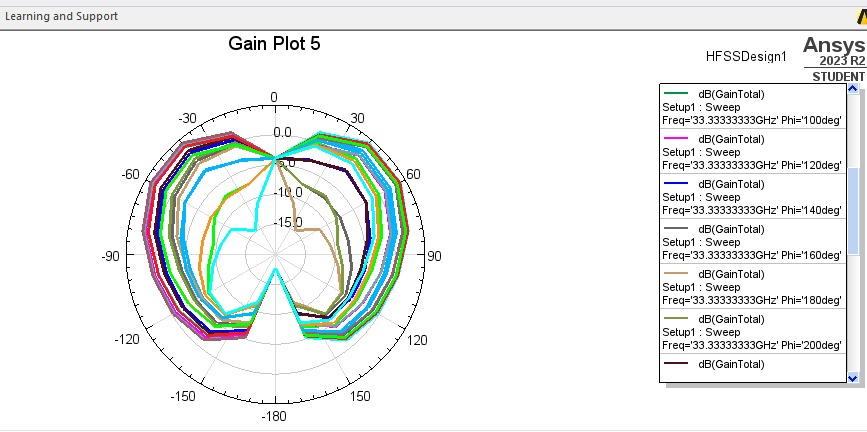 Learning and Support
Gain Plot 5
HFSSDesign1
Ansys
2023 R2
STUDENT
0
30
60
90
120
150
-180
-150
-120
-90
-60
-30
0.0
-5.0
-10.0
-15.0
dB(GainTotal)
Setup1 : Sweep
Freq='33.33333333GHz' Phi='100deg'
dB(GainTotal)
Setup1 : Sweep
Freq='33.33333333GHz' Phi='120deg'
dB(GainTotal)
Setup1 : Sweep
Freq='33.33333333GHz' Phi='140deg'
dB(GainTotal)
Setup1 : Sweep
Freq='33.33333333GHz' Phi='160deg'
dB(GainTotal)
Setup1 : Sweep
Freq='33.33333333GHz' Phi='180deg'
dB(GainTotal)
Setup1 : Sweep
Freq='33.33333333GHz' Phi='200deg'
dB(GainTotal)